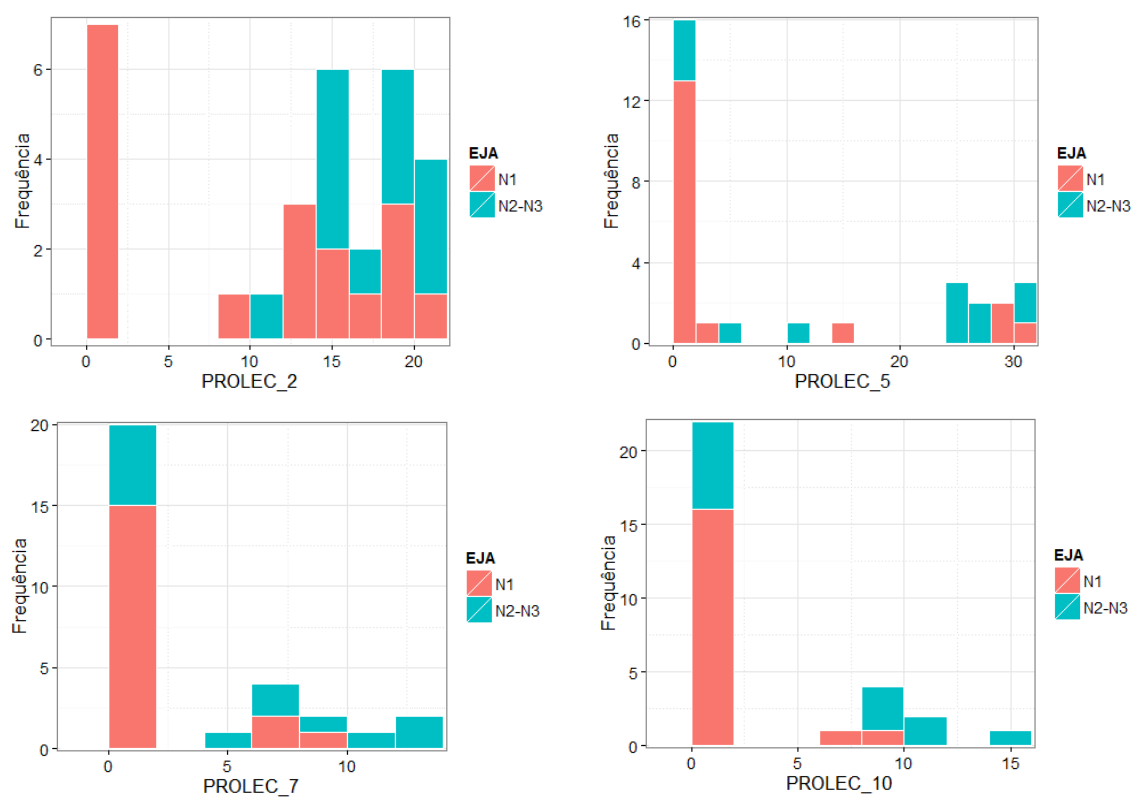 6
4
2
0
Frequência
0 5 10 15 20
PROLEC_2
EJA
N1
N2-N3
16
12
8
4
0
Frequência
0 10 20 30
PROLEC_5
EJA
N1
N2-N3
20
15
10
5
0
Frequência
0 5 10
PROLEC_7
EJA
N1
N2-N3
20
15
10
5
0
Frequência
0 5 10 15
PROLEC_10
EJA
N1
N2-N3